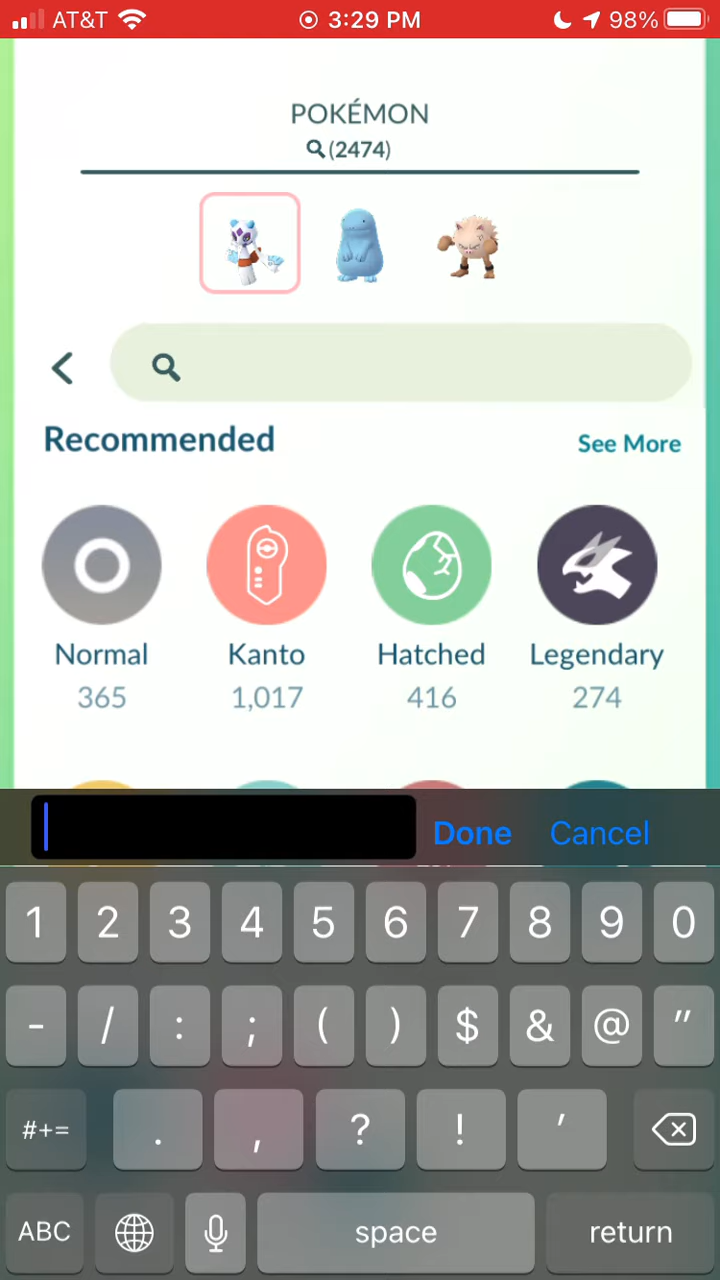 AT&T 3:29 PM 98%
POKÉMON
(2474)
Recommended See More
Normal Kanto Hatched Legendary
365 1,017 416 274
Done Cancel
1 2 3 4 5 6 7 8 9 0
- / : ; ( ) $ & @ "
#+= . , ? ! '
ABC space return